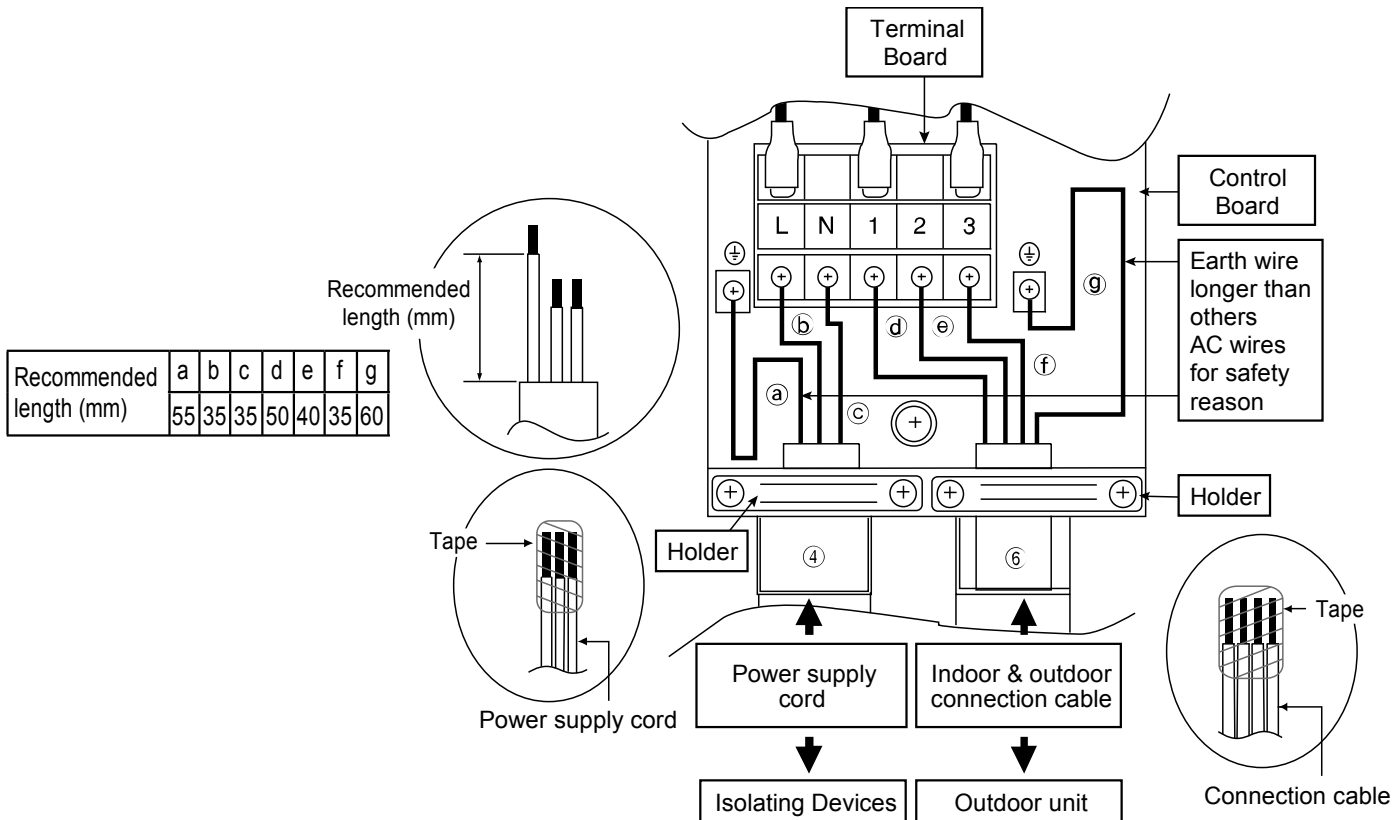 Terminal
Board
Control
Board
L N 1 2 3
Earth wire
longer than
others
AC wires
for safety
reason
ⓖ
ⓑ
ⓓ
ⓔ
ⓕ
ⓐ
ⓒ
Recommended
length (mm)
Recommended
length (mm)
a b c d e f g
55 35 35 50 40 35 60
Holder
Holder
Tape
Power supply cord
④
⑥
Tape
Connection cable
Power supply
cord
Indoor & outdoor
connection cable
Isolating Devices
Outdoor unit